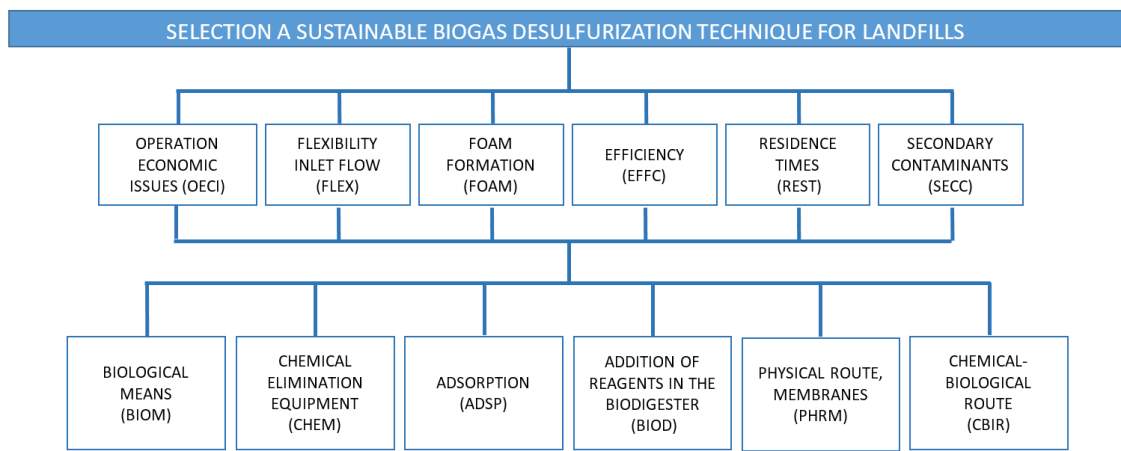 SELECTION A SUSTAINABLE BIOGAS DESULFURIZATION TECHNIQUE FOR LANDFILLS
OPERATION
ECONOMIC
ISSUES (OECI)
FLEXIBILITY
INLET FLOW
(FLEX)
FOAM
FORMATION
(FOAM)
EFFICIENCY
(EFFC)
RESIDENCE
TIMES
(REST)
SECONDARY
CONTAMINANTS
(SECC)
BIOLOGICAL
MEANS
(BIOM)
CHEMICAL
ELIMINATION
EQUIPMENT
(CHEM)
ADSORPTION
(ADSP)
ADDITION OF
REAGENTS IN THE
BIODIGESTER
(BIOD)
PHYSICAL ROUTE,
MEMBRANES
(PHRM)
CHEMICAL-
BIOLOGICAL
ROUTE
(CBIR)